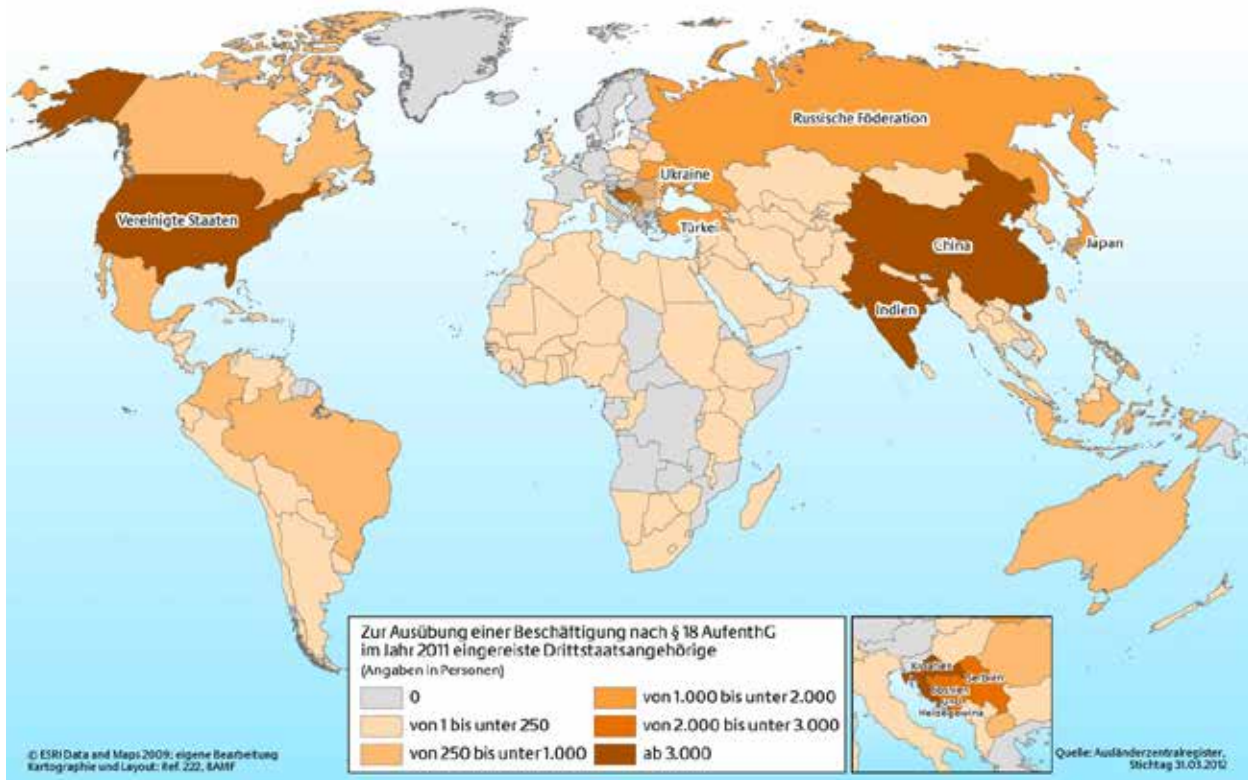 Russische Föderation
Ukraine
Vereinigte Staaten
Türkei
China
Japan
Indien
Zur Ausübung einer Beschäftigung nach § 18 AufenthG
im Jahr 2011 eingereiste Drittstaatsangehörige
(Angaben in Personen)
0
von 1 bis unter 250
von 250 bis unter 1.000
von 1.000 bis unter 2.000
von 2.000 bis unter 3.000
ab 3.000
Kroatien
Serbien
Bosnien
und
Herzegowina
© ESRI Data and Maps 2009; eigene Bearbeitung
Kartographie und Layout: Ref. 222, BAMF
Quelle: Ausländerzentralregister,
Stichtag 31.03.2012